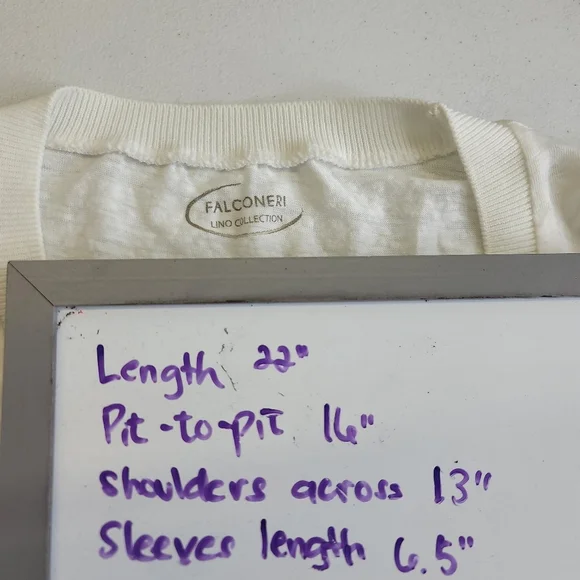 FALCONERI
LINO COLLECTION
Length 22"
Pit-to-pit 16"
shoulders across 13"
Sleeves length 6.5"